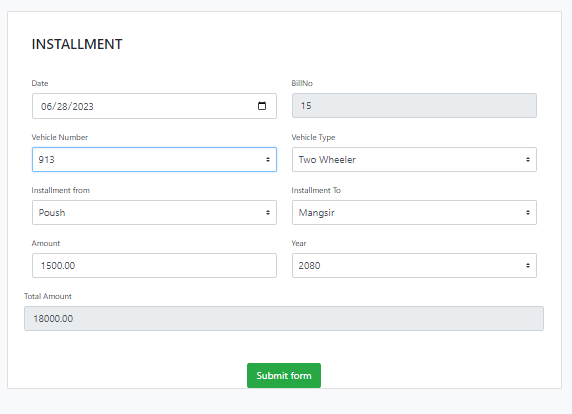 INSTALLMENT
Date BillNo
06/28/2023 15
Vehicle Number Vehicle Type
913 Two Wheeler
Installment from Installment To
Poush Mangsir
Amount Year
1500.00 2080
Total Amount
18000.00
Submit form